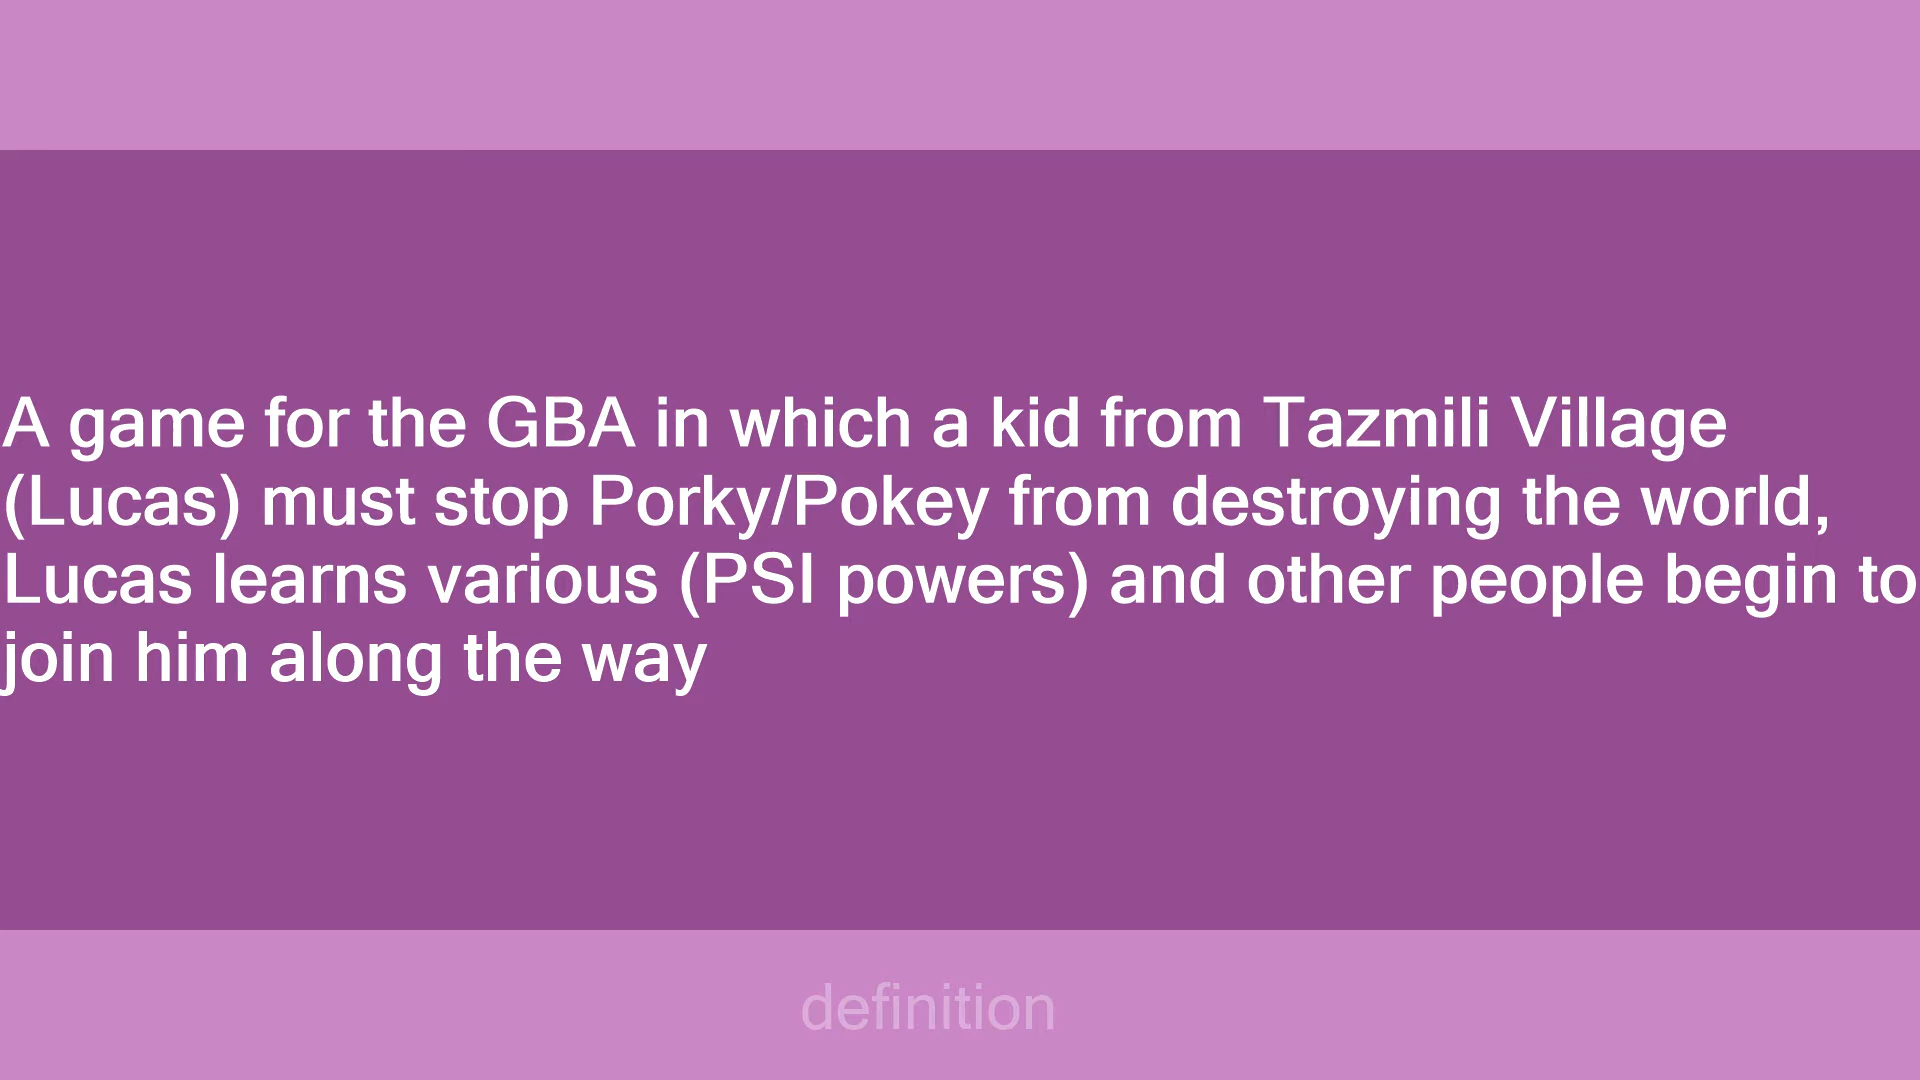 A game for the GBA in which a kid from Tazmili Village
(Lucas) must stop Porky/Pokey from destroying the world,
Lucas learns various (PSI powers) and other people begin to
join him along the way
definition